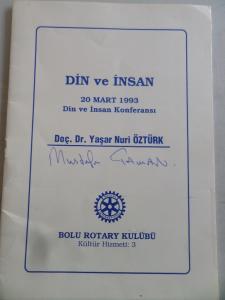 DİN ve İNSAN
20 MART 1993
Din ve İnsan Konferansı
Doç. Dr. Yaşar Nuri ÖZTÜRK
Mustafa
BOLU ROTARY KULÜBÜ
Kültür Hizmeti: 3